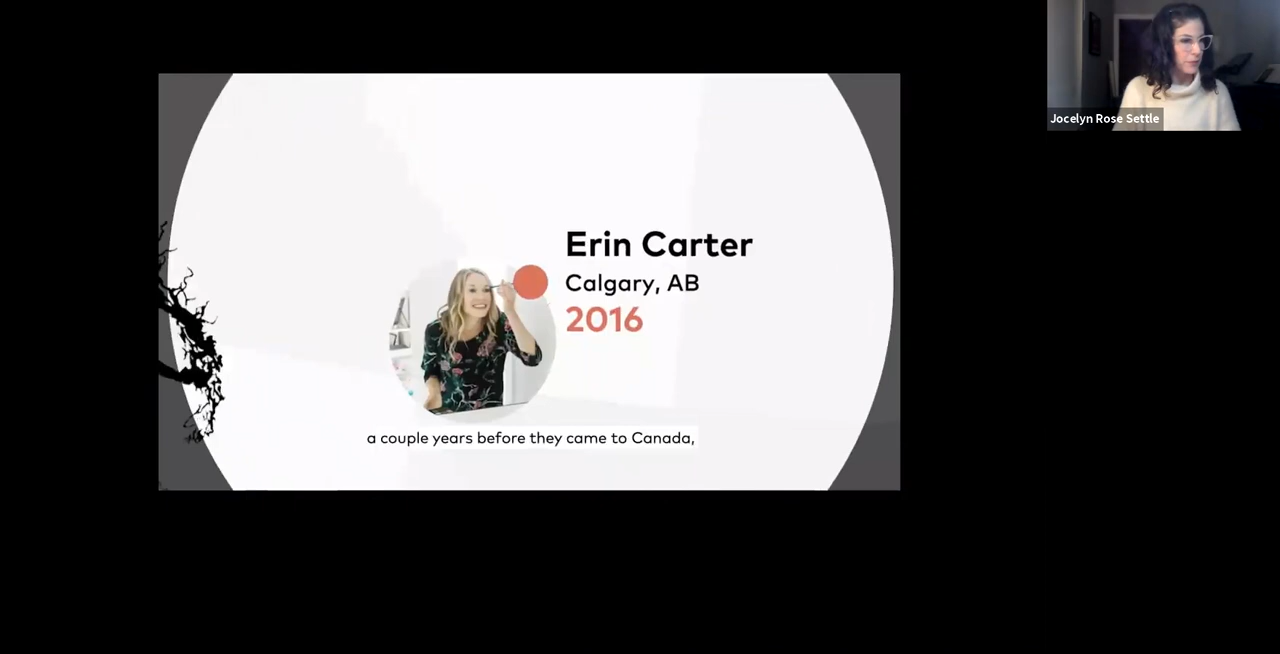 Jocelyn Rose Settle
Erin Carter
Calgary, AB
2016
a couple years before they came to Canada,